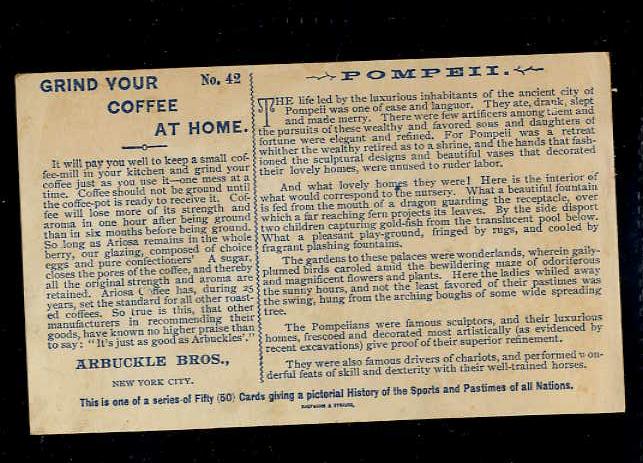 GRIND YOUR No. 42
COFFEE
AT HOME.
It will pay you well to keep a small cof-
fee-mill in your kitchen and grind your
coffee just as you use it—one mess at a
time. Coffee should not be ground until
the coffee-pot is ready to receive it. Cof-
fee will lose more of its strength and
aroma in one hour after being ground
than in six months before being ground.
So long as Ariosa remains in the whole
berry, our glazing, composed of choice
eggs and pure confectioners' A sugar,
closes the pores of the coffee, and thereby
all the original strength and aroma are
retained. Ariosa Coffee has, during 25
years, set the standard for all other roast-
ed coffees. So true is this, that other
manufacturers in recommending their
goods, have known no higher praise than
to say: "It's just as good as Arbuckles'."
ARBUCKLE BROS.,
NEW YORK CITY.
POMPEII.
THE life led by the luxurious inhabitants of the ancient city of
Pompeii was one of ease and languor. They ate, drank, slept
and made merry. There were few artificers among them and
the pursuits of these wealthy and favored sons and daughters of
fortune were elegant and refined. For Pompeii was a retreat
whither the wealthy retired as to a shrine, and the hands that fash-
ioned the sculptural designs and beautiful vases that decorated
their lovely homes, were unused to ruder labor.
And what lovely homes they were! Here is the interior of
what would correspond to the nursery. What a beautiful fountain
is fed from the mouth of a dragon guarding the receptacle, over
which a far reaching fern projects its leaves. By the side disport
two children capturing gold-fish from the translucent pool below.
What a pleasant play-ground, fringed by rugs, and cooled by
fragrant plashing fountains.
The gardens to these palaces were wonderlands, wherein gaily-
plumed birds caroled amid the bewildering maze of odoriferous
and magnificent flowers and plants. Here the ladies whiled away
the sunny hours, and not the least favored of their pastimes was
the swing, hung from the arching boughs of some wide spreading
tree.
The Pompeiians were famous sculptors, and their luxurious
homes, frescoed and decorated most artistically (as evidenced by
recent excavations) give proof of their superior refinement.
They were also famous drivers of chariots, and performed won-
derful feats of skill and dexterity with their well-trained horses.
This is one of a series of Fifty (50) Cards giving a pictorial History of the Sports and Pastimes of all Nations.